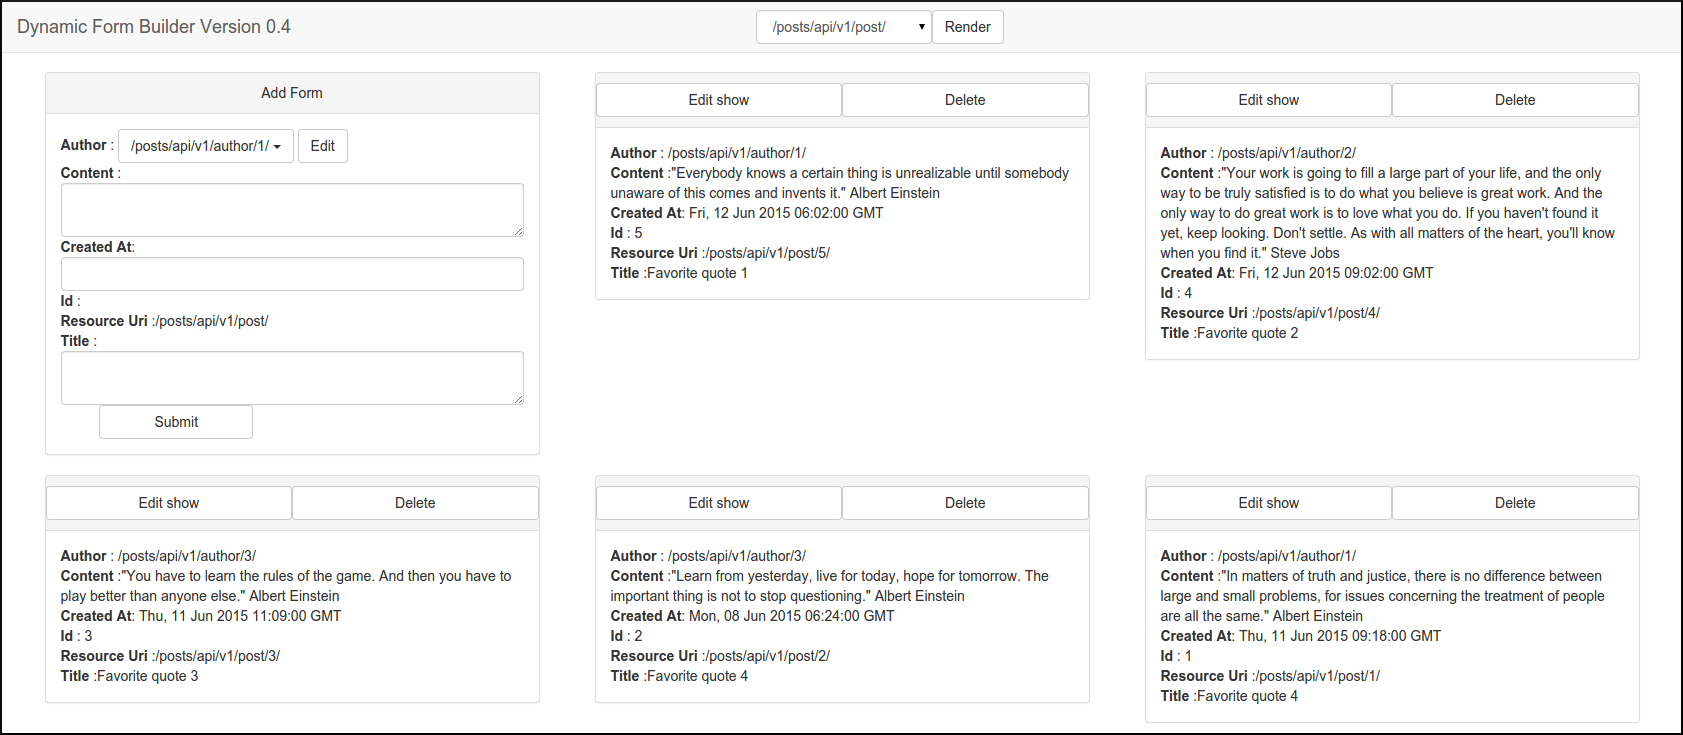 Dynamic Form Builder Version 0.4
/posts/api/v1/post/
Render
Add Form
Author :
/posts/api/v1/author/1/
Edit
Content :
Created At:
Id :
Resource Uri :/posts/api/v1/post/
Title :
Submit
Edit show
Delete
Author : /posts/api/v1/author/1/
Content :"Everybody knows a certain thing is unrealizable until somebody
unaware of this comes and invents it." Albert Einstein
Created At: Fri, 12 Jun 2015 06:02:00 GMT
Id : 5
Resource Uri :/posts/api/v1/post/5/
Title :Favorite quote 1
Edit show
Delete
Author : /posts/api/v1/author/2/
Content :"Your work is going to fill a large part of your life, and the only
way to be truly satisfied is to do what you believe is great work. And the
only way to do great work is to love what you do. If you haven't found it
yet, keep looking. Don't settle. As with all matters of the heart, you'll know
when you find it." Steve Jobs
Created At: Fri, 12 Jun 2015 09:02:00 GMT
Id : 4
Resource Uri :/posts/api/v1/post/4/
Title :Favorite quote 2
Edit show
Delete
Author : /posts/api/v1/author/3/
Content :"You have to learn the rules of the game. And then you have to
play better than anyone else." Albert Einstein
Created At: Thu, 11 Jun 2015 11:09:00 GMT
Id : 3
Resource Uri :/posts/api/v1/post/3/
Title :Favorite quote 3
Edit show
Delete
Author : /posts/api/v1/author/3/
Content :"Learn from yesterday, live for today, hope for tomorrow. The
important thing is not to stop questioning." Albert Einstein
Created At: Mon, 08 Jun 2015 06:24:00 GMT
Id : 2
Resource Uri :/posts/api/v1/post/2/
Title :Favorite quote 4
Edit show
Delete
Author : /posts/api/v1/author/1/
Content :"In matters of truth and justice, there is no difference between
large and small problems, for issues concerning the treatment of people
are all the same." Albert Einstein
Created At: Thu, 11 Jun 2015 09:18:00 GMT
Id : 1
Resource Uri :/posts/api/v1/post/1/
Title :Favorite quote 4